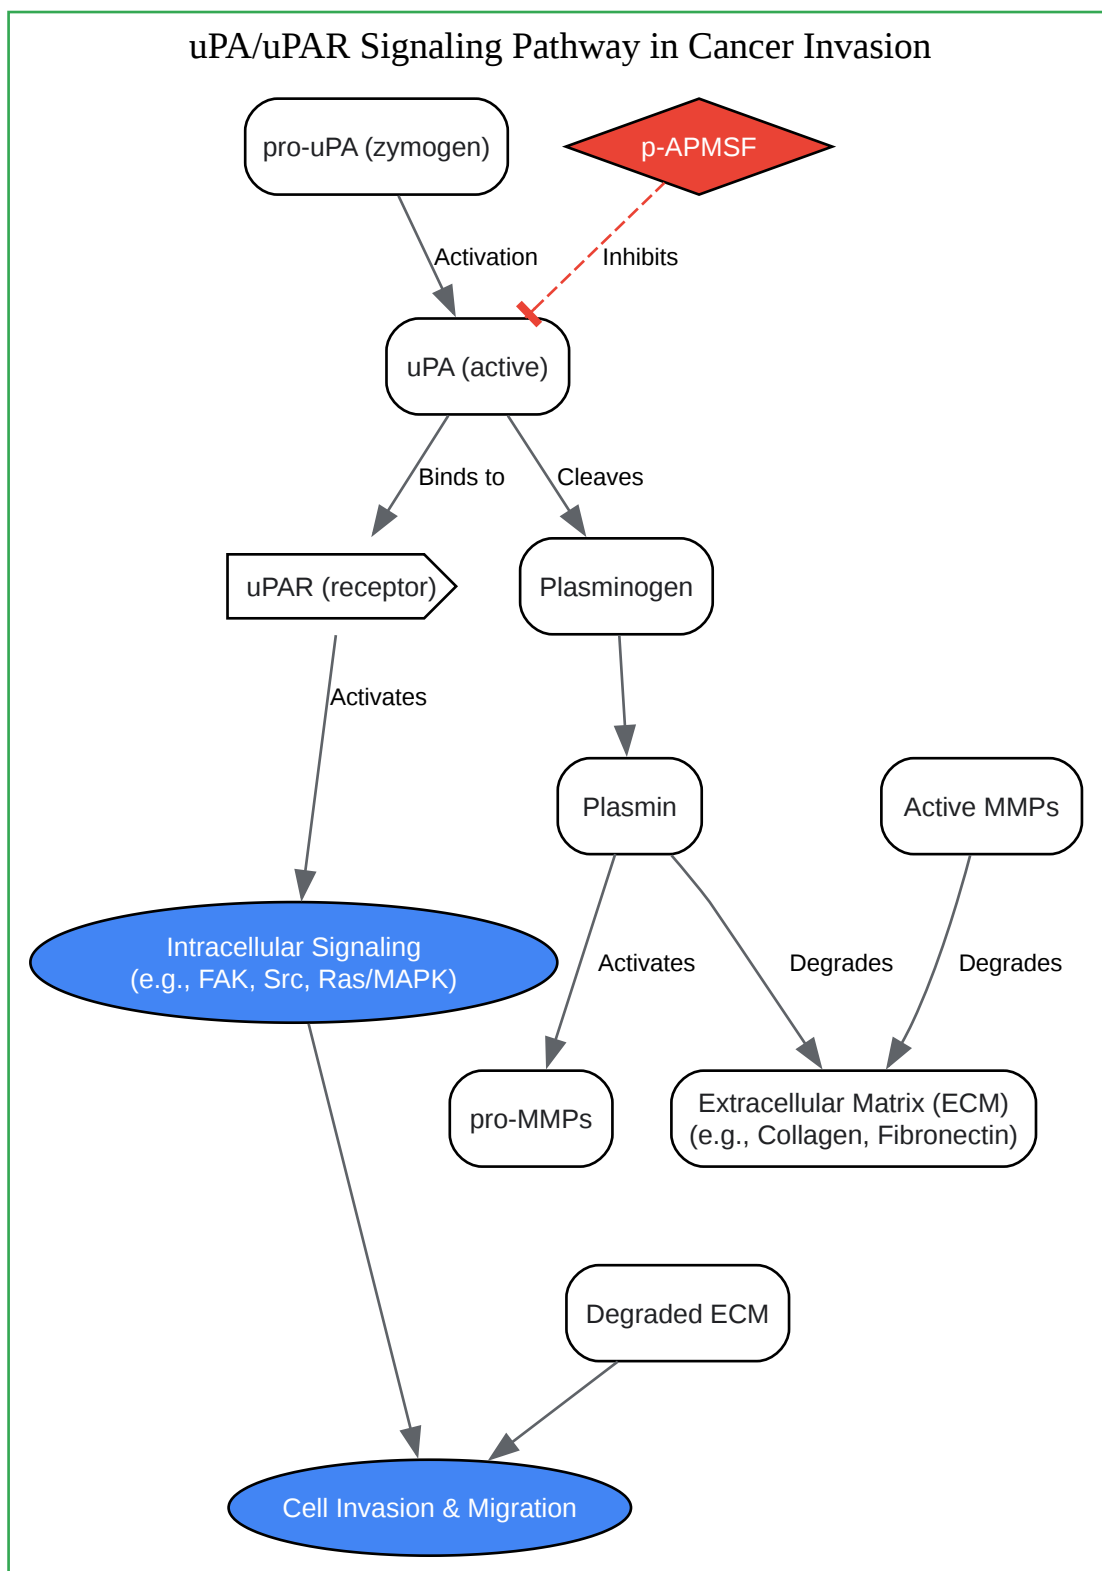 uPA/uPAR Signaling Pathway in Cancer Invasion
pro-uPA (zymogen)
p-APMSF
Activation
Inhibits
uPA (active)
Binds to
Cleaves
uPAR (receptor)
Plasminogen
Activates
Plasmin
Active MMPs
Intracellular Signaling
(e.g., FAK, Src, Ras/MAPK)
Activates
Degrades
Degrades
pro-MMPs
Extracellular Matrix (ECM)
(e.g., Collagen, Fibronectin)
Degraded ECM
Cell Invasion & Migration